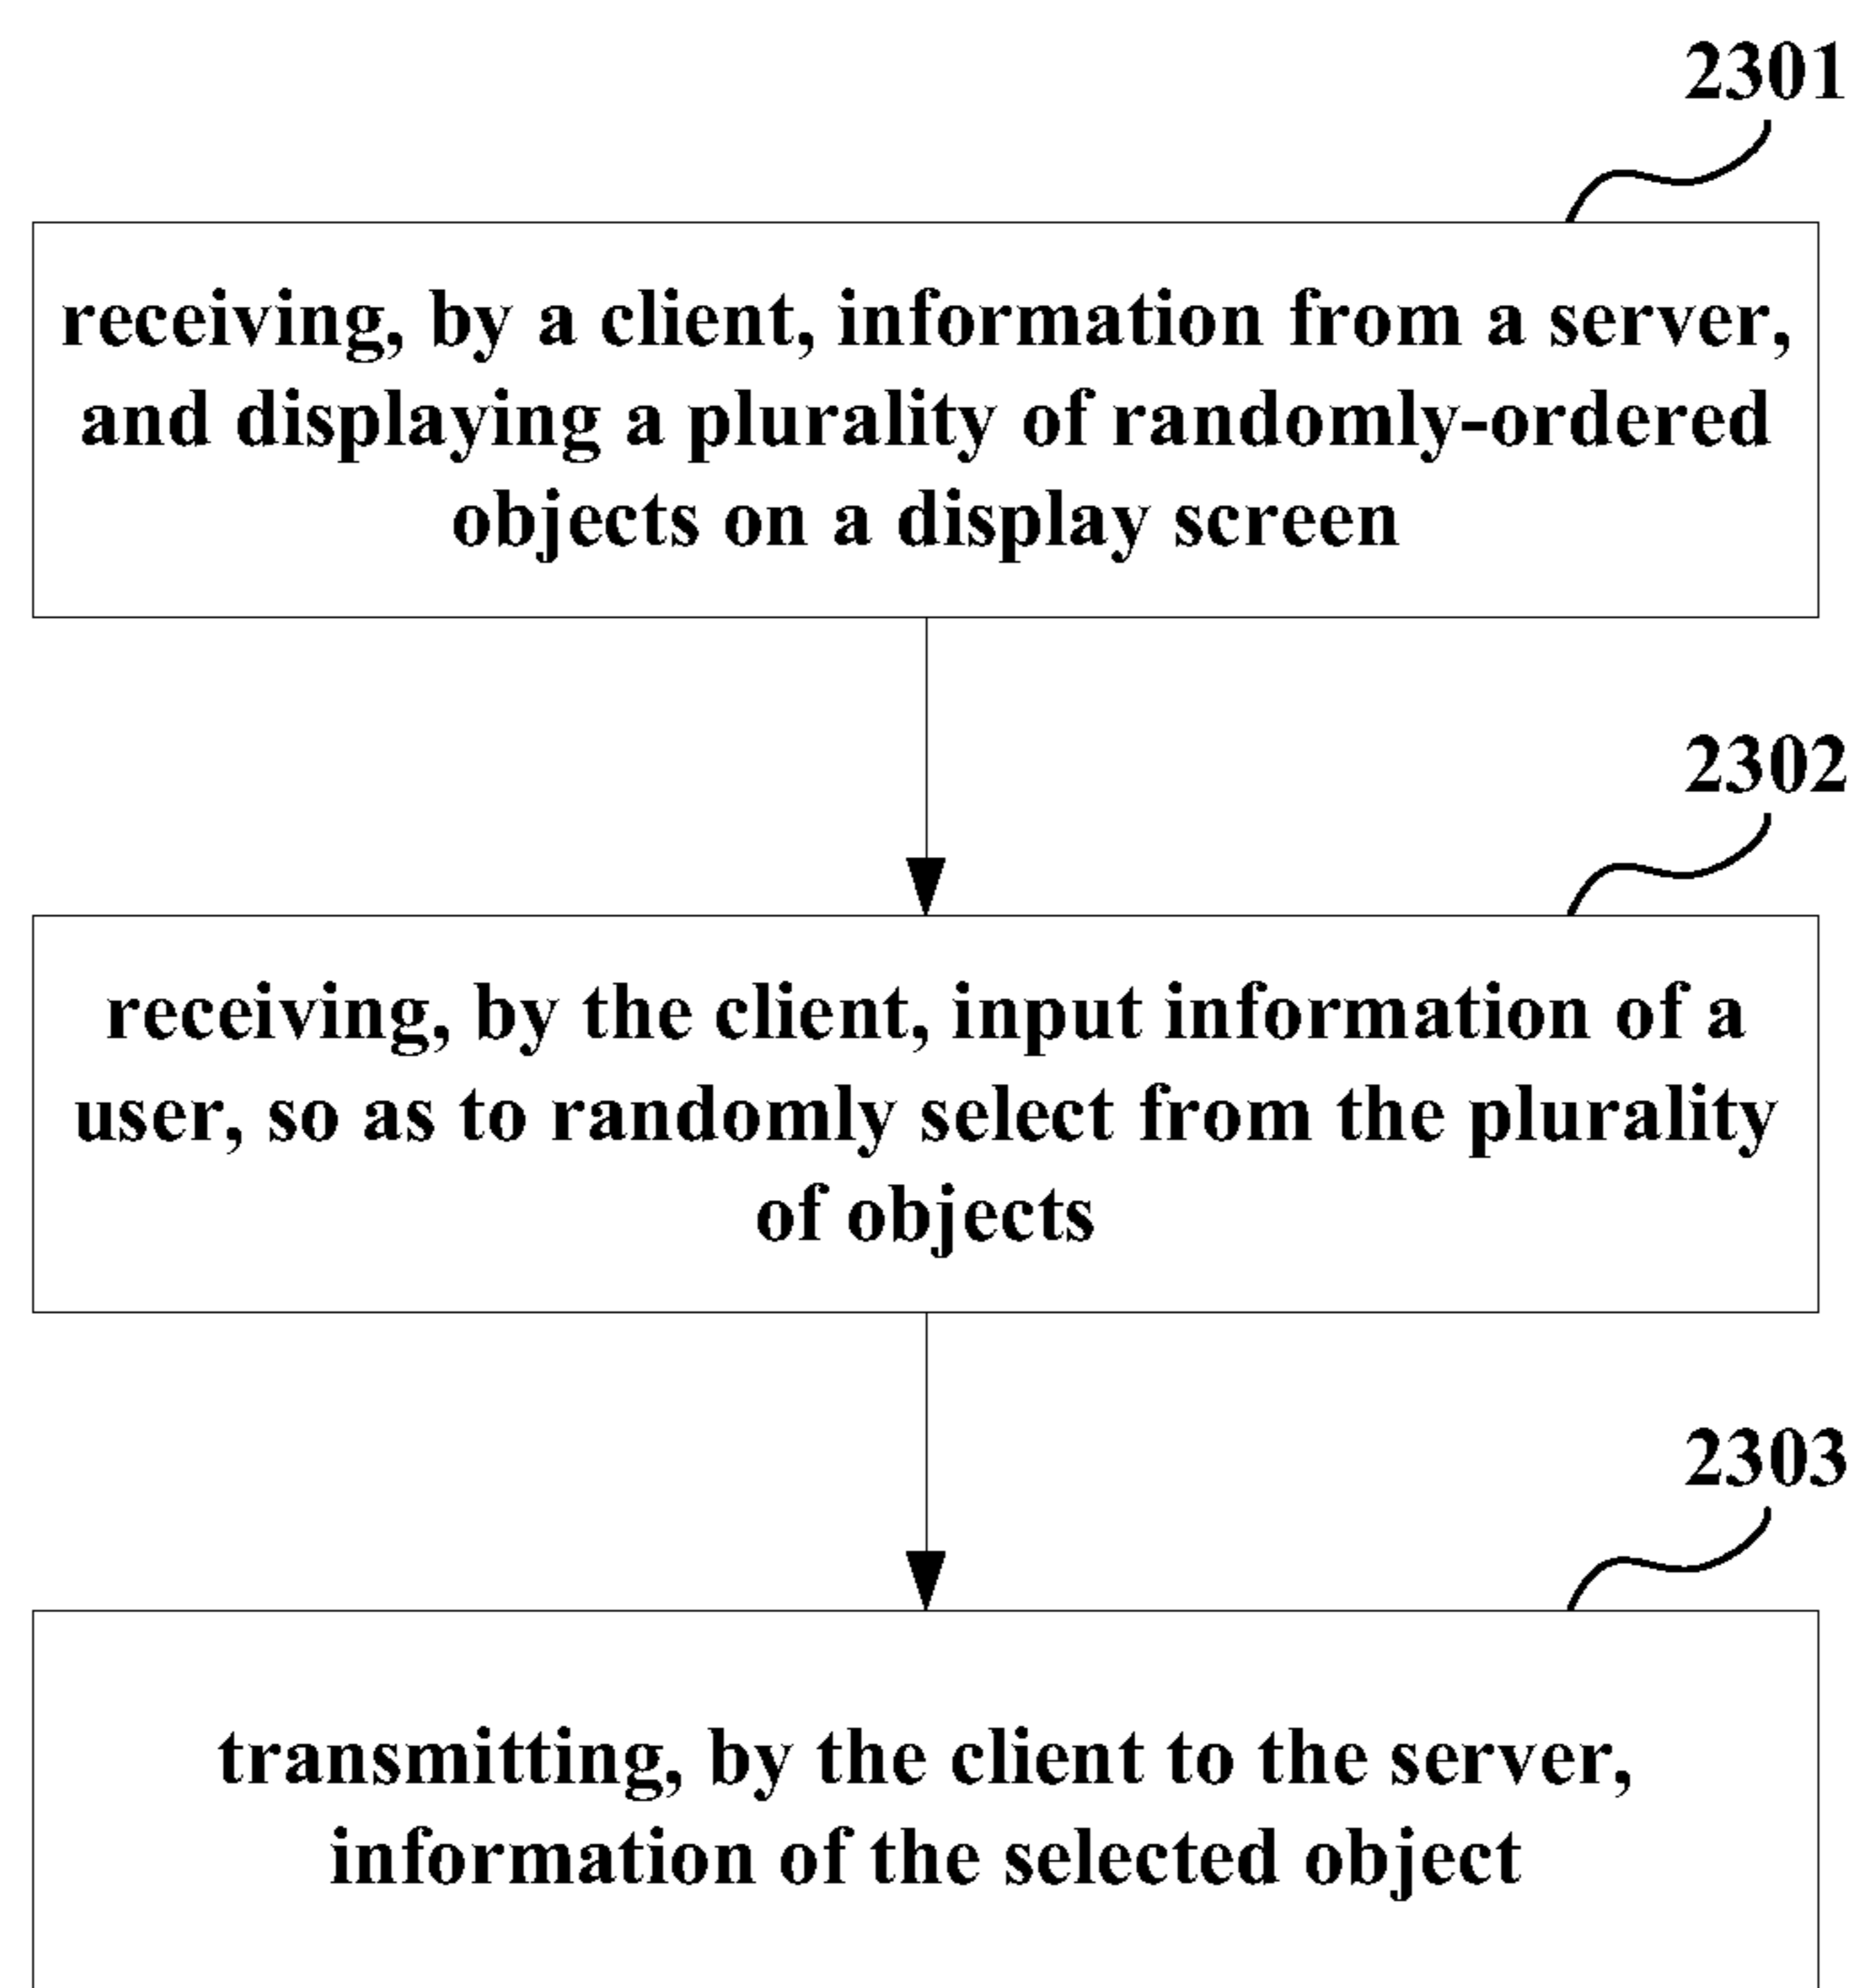 2301
receiving, by a client, information from a server,
and displaying a plurality of randomly-ordered
objects on a display screen
2302
receiving, by the client, input information of a
user, so as to randomly select from the plurality
of objects
2303
transmitting, by the client to the server,
information of the selected object